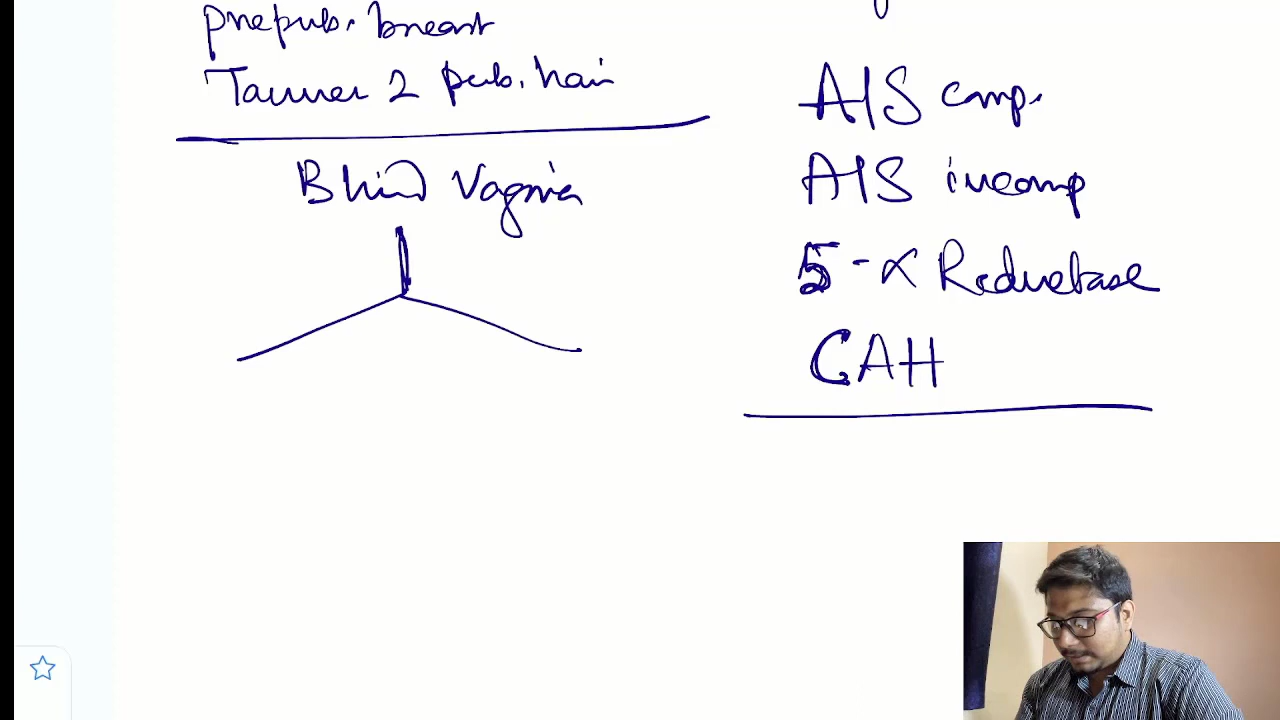 prepub. breast
Tanner 2 pub. hair
Blind Vagina
AIS comp.
AIS incomp
5-α Reductase
CAH